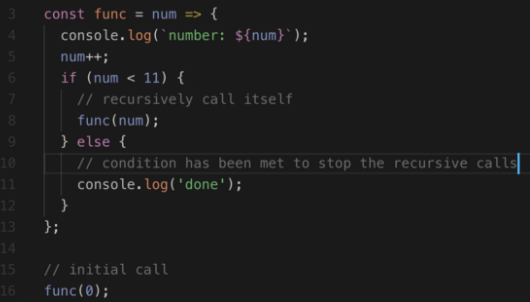 3 const func = num => {
4 console.log(`number: ${num}`);
5 num++;
6 if (num < 11) {
7 // recursively call itself
8 func(num);
9 } else {
10 // condition has been met to stop the recursive calls
11 console.log('done');
12 }
13 };
14
15 // initial call
16 func(0);